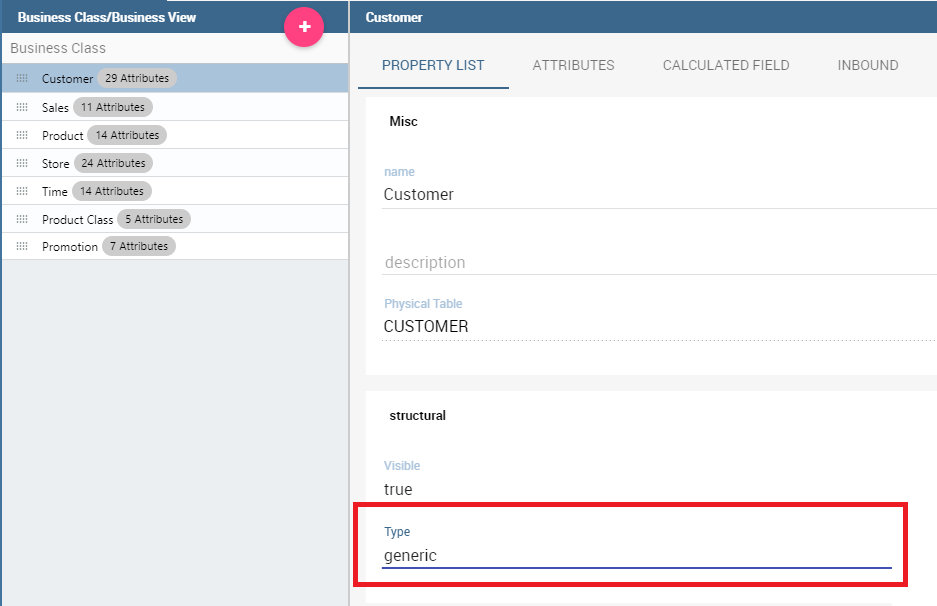 Business Class/Business View
+
Business Class
Customer 29 Attributes
Sales 11 Attributes
Product 14 Attributes
Store 24 Attributes
Time 14 Attributes
Product Class 5 Attributes
Promotion 7 Attributes
Customer
PROPERTY LIST ATTRIBUTES CALCULATED FIELD INBOUND
Misc
name
Customer
description
Physical Table
CUSTOMER
structural
Visible
true
Type
generic